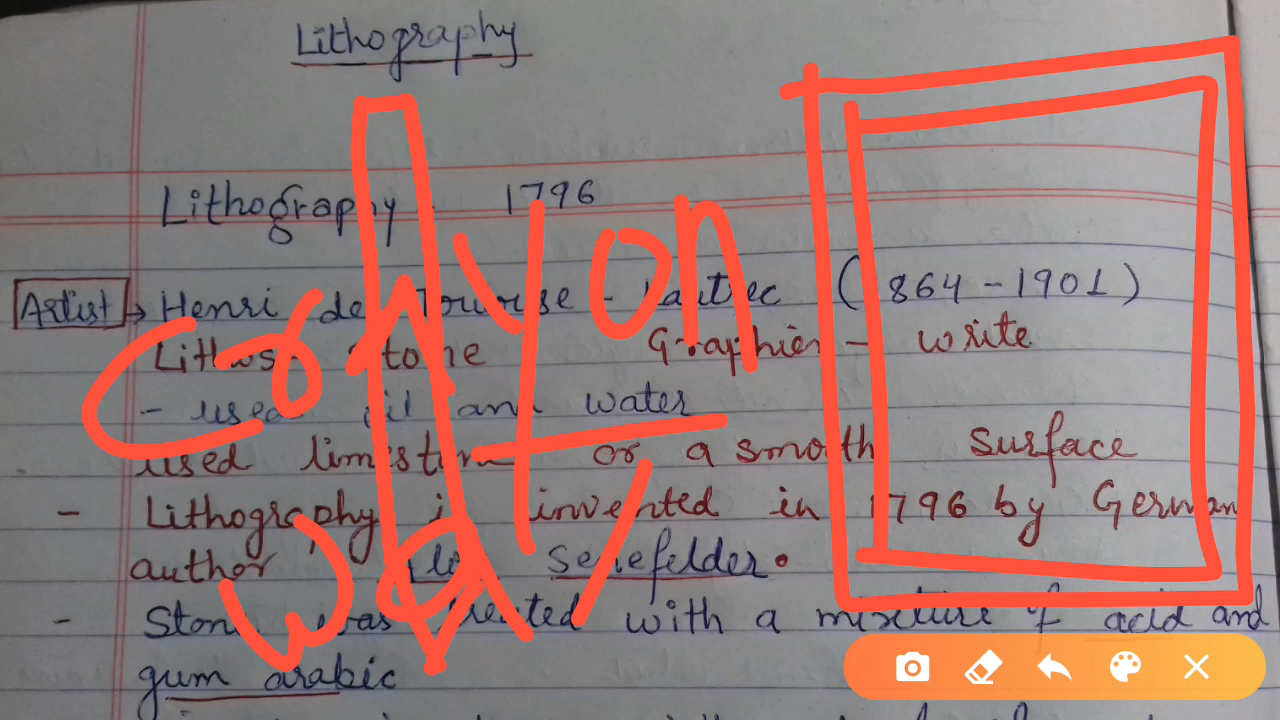 Lithography
Lithography 1796
Artist → Henri de Toulouse - Lautrec (1864-1901)
Lithos Stone Graphien - write
- used oil and water
used limestone or a smooth surface
- Lithography is invented in 1796 by German
author Senefelder.
- Stone was treated with a mixture of acid and
gum arabic
crayon
wax